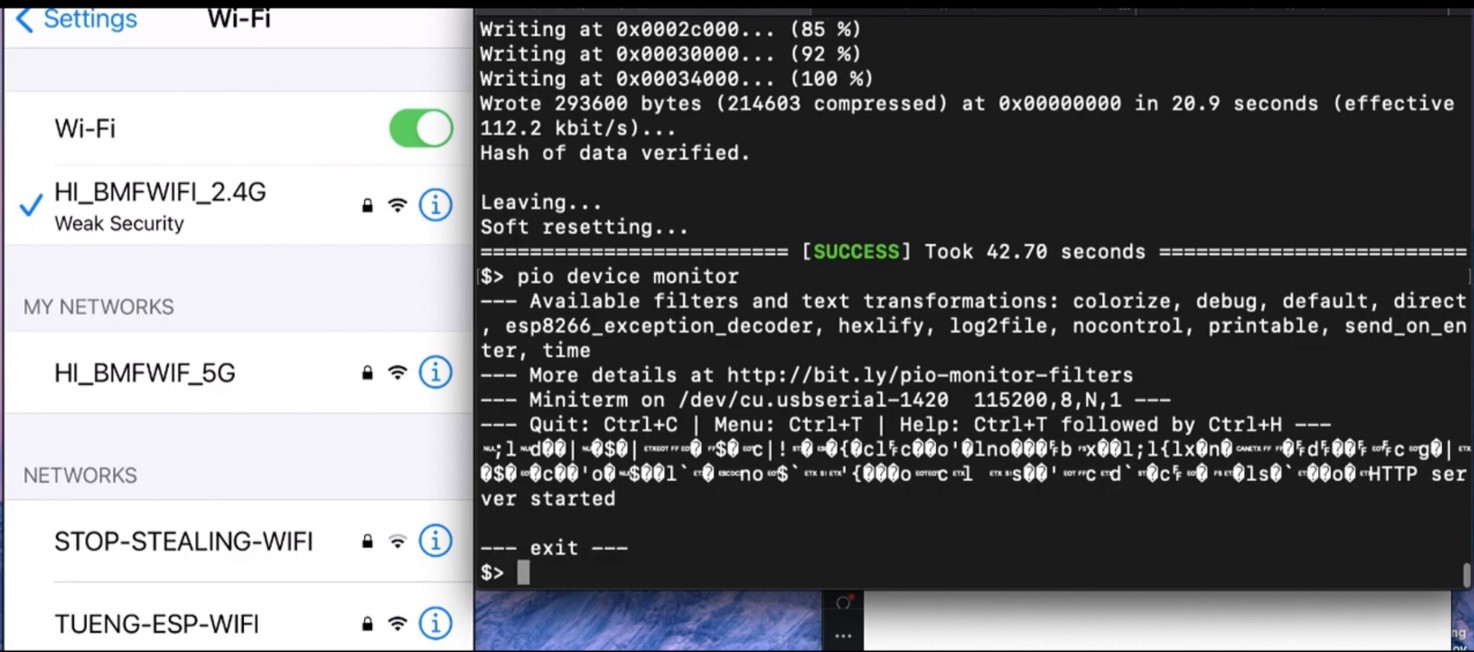 Settings
Wi-Fi
Wi-Fi
HI_BMFWIFI_2.4G
Weak Security
MY NETWORKS
HI_BMFWIF_5G
NETWORKS
STOP-STEALING-WIFI
TUENG-ESP-WIFI
Writing at 0x0002c000... (85 %)
Writing at 0x00030000... (92 %)
Writing at 0x00034000... (100 %)
Wrote 293600 bytes (214603 compressed) at 0x00000000 in 20.9 seconds (effective
112.2 kbit/s)...
Hash of data verified.
Leaving...
Soft resetting...
========================= [SUCCESS] Took 42.70 seconds =========================
$> pio device monitor
--- Available filters and text transformations: colorize, debug, default, direct
, esp8266_exception_decoder, hexlify, log2file, nocontrol, printable, send_on_en
ter, time
--- More details at http://bit.ly/pio-monitor-filters
--- Miniterm on /dev/cu.usbserial-1420  115200,8,N,1 ---
--- Quit: Ctrl+C | Menu: Ctrl+T | Help: Ctrl+T followed by Ctrl+H ---
HTTP ser
ver started
--- exit ---
$>